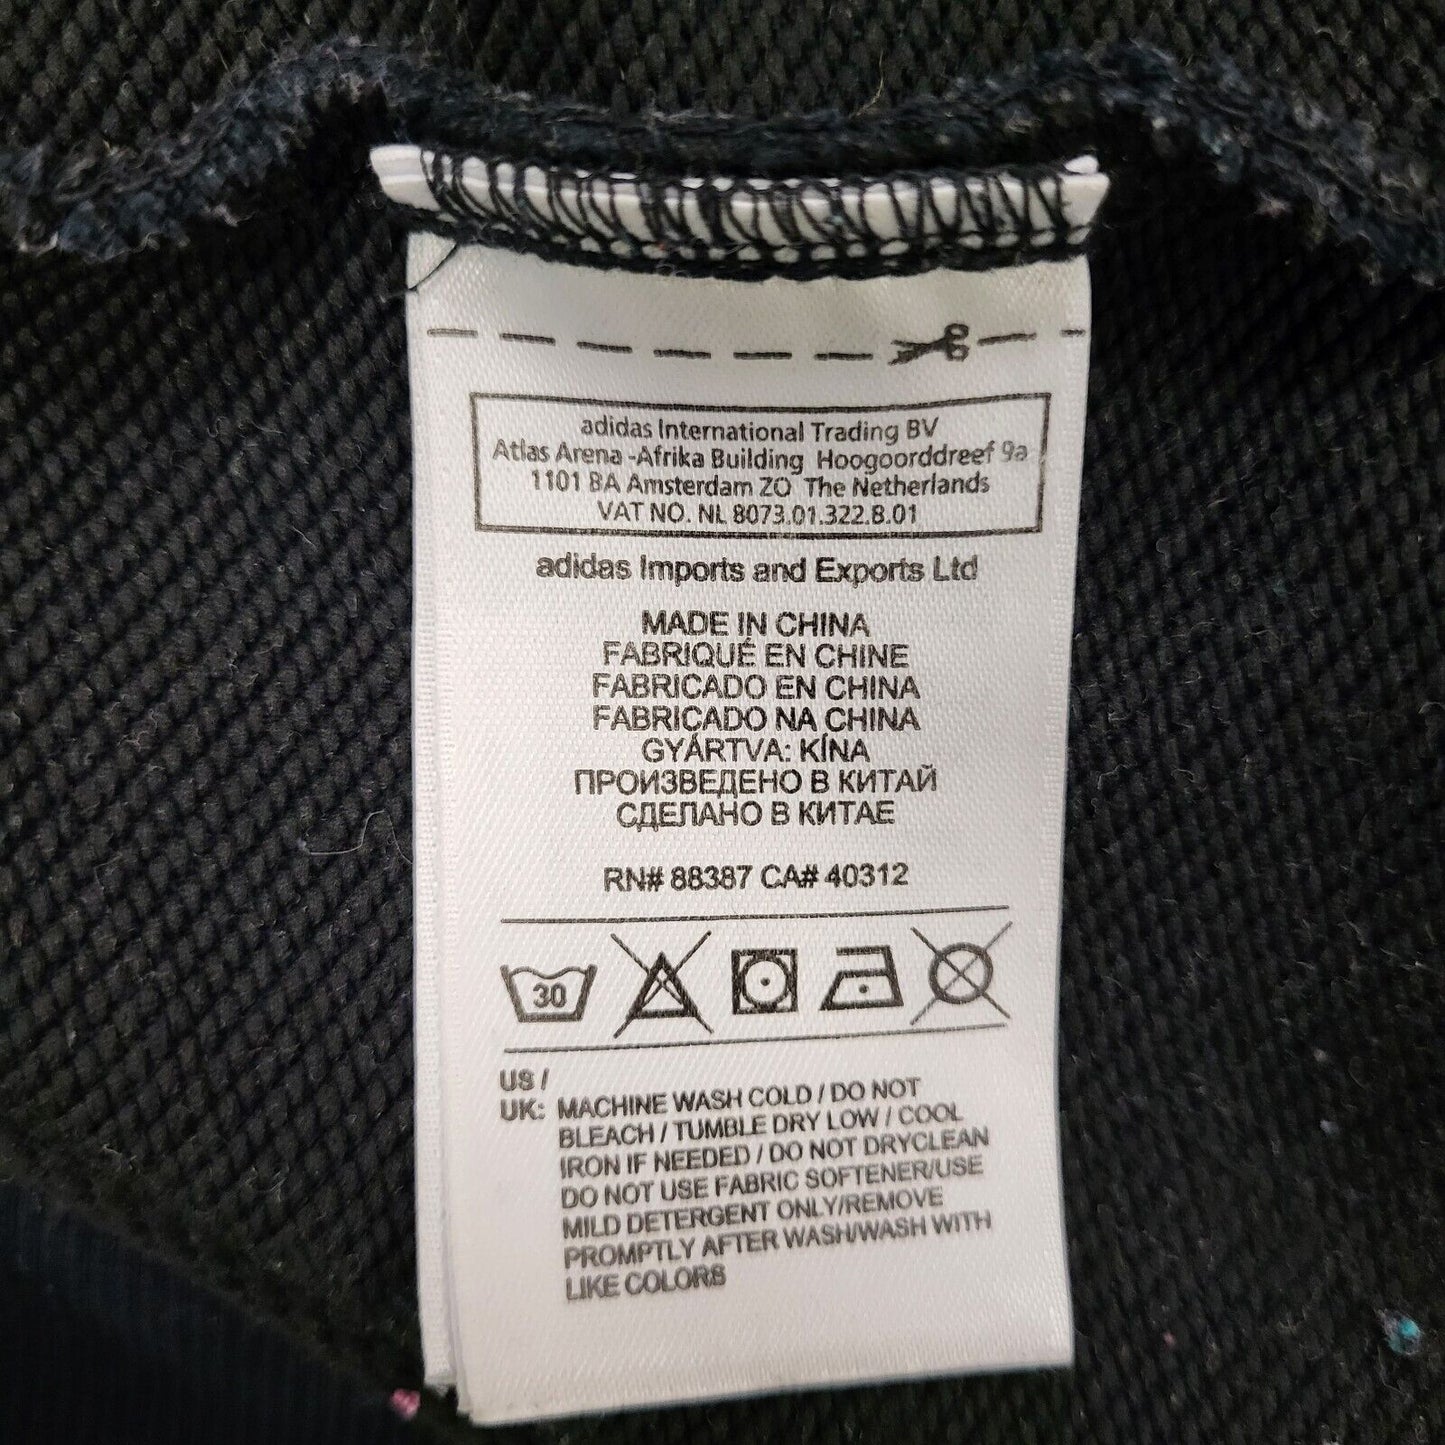 adidas International Trading BV
Atlas Arena -Afrika Building Hoogoorddreef 9a
1101 BA Amsterdam ZO The Netherlands
VAT NO. NL 8073.01.322.B.01
adidas Imports and Exports Ltd
MADE IN CHINA
FABRIQUÉ EN CHINE
FABRICADO EN CHINA
FABRICADO NA CHINA
GYÁRTVA: KÍNA
ПРОИЗВЕДЕНО В КИТАЙ
СДЕЛАНО В КИТАЕ
RN# 88387 CA# 40312
30
US /
UK: MACHINE WASH COLD / DO NOT
BLEACH / TUMBLE DRY LOW / COOL
IRON IF NEEDED / DO NOT DRYCLEAN
DO NOT USE FABRIC SOFTENER/USE
MILD DETERGENT ONLY/REMOVE
PROMPTLY AFTER WASH/WASH WITH
LIKE COLORS